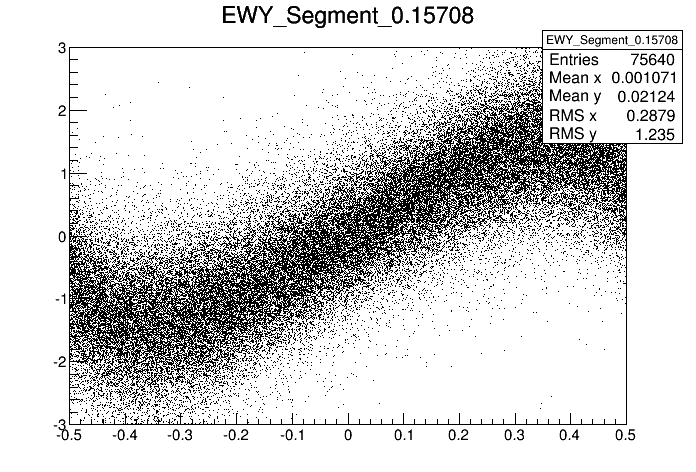 EWY_Segment_0.15708
EWY_Segment_0.15708
Entries 75640
Mean x 0.001071
Mean y 0.02124
RMS x 0.2879
RMS y 1.235
3
2
1
0
-1
-2
-3
-0.5 -0.4 -0.3 -0.2 -0.1 0 0.1 0.2 0.3 0.4 0.5